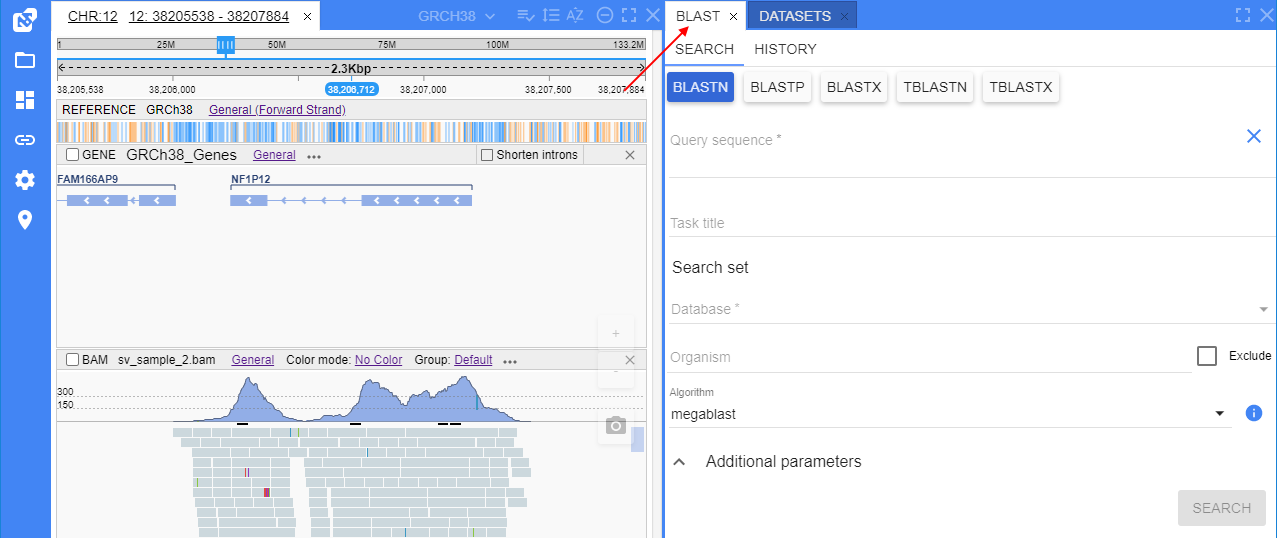 CHR:12 12: 38205538 - 38207884 × GRCH38
1 25M 50M 75M 100M 133.2M
2.3Kbp
38,205,538 38,206,000 38,206,712 38,207,000 38,207,500 38,207,884
REFERENCE GRCh38 General (Forward Strand)
GENE GRCh38_Genes General ... Shorten introns
FAM166AP9 NF1P12
BAM sv_sample_2.bam General Color mode: No Color Group: Default ...
300
150
+
-
BLAST × DATASETS ×
SEARCH HISTORY
BLASTN BLASTP BLASTX TBLASTN TBLASTX
Query sequence *
Task title
Search set
Database *
Organism Exclude
Algorithm
megablast
Additional parameters
SEARCH